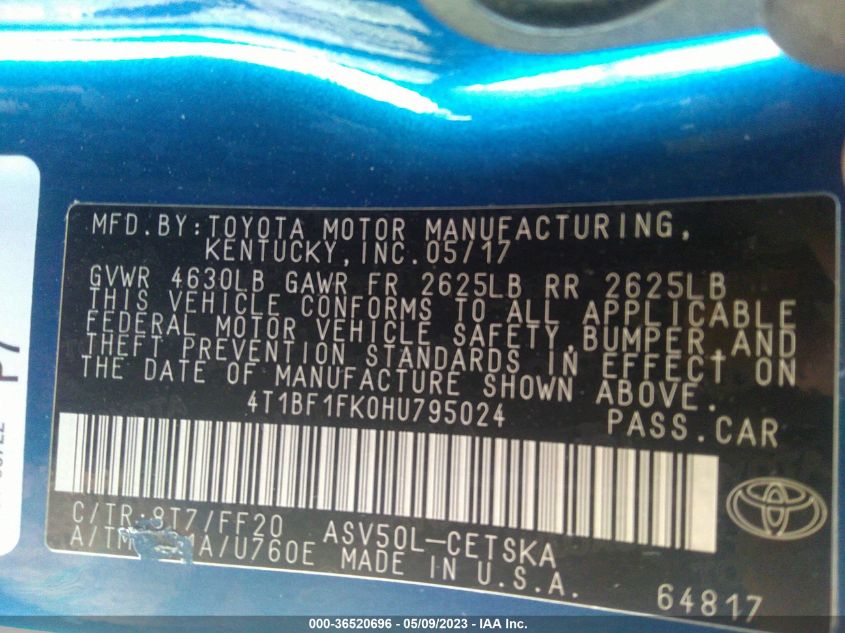 MFD.BY:TOYOTA MOTOR MANUFACTURING,
KENTUCKY, INC.05/17
GVWR 4630LB GAWR FR 2625LB RR 2625LB
THIS VEHICLE CONFORMS TO ALL APPLICABLE
FEDERAL MOTOR VEHICLE SAFETY, BUMPER AND
THEFT PREVENTION STANDARDS IN EFFECT ON
THE DATE OF MANUFACTURE SHOWN ABOVE.
4T1BF1FK0HU795024 PASS.CAR
C/TR:8T7/FF20 ASV50L-CETSKA
A/TM 1A/U760E MADE IN U.S.A.
64817
000-36520696 - 05/09/2023 - IAA Inc.